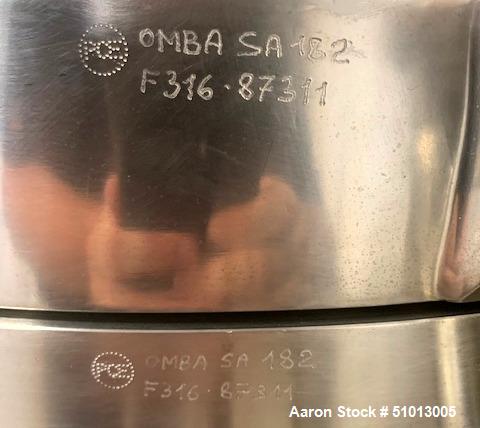 PCS OMBA SA 182
F316·87311
PCS OMBA SA 182
F316·87311
Aaron Stock # 51013005